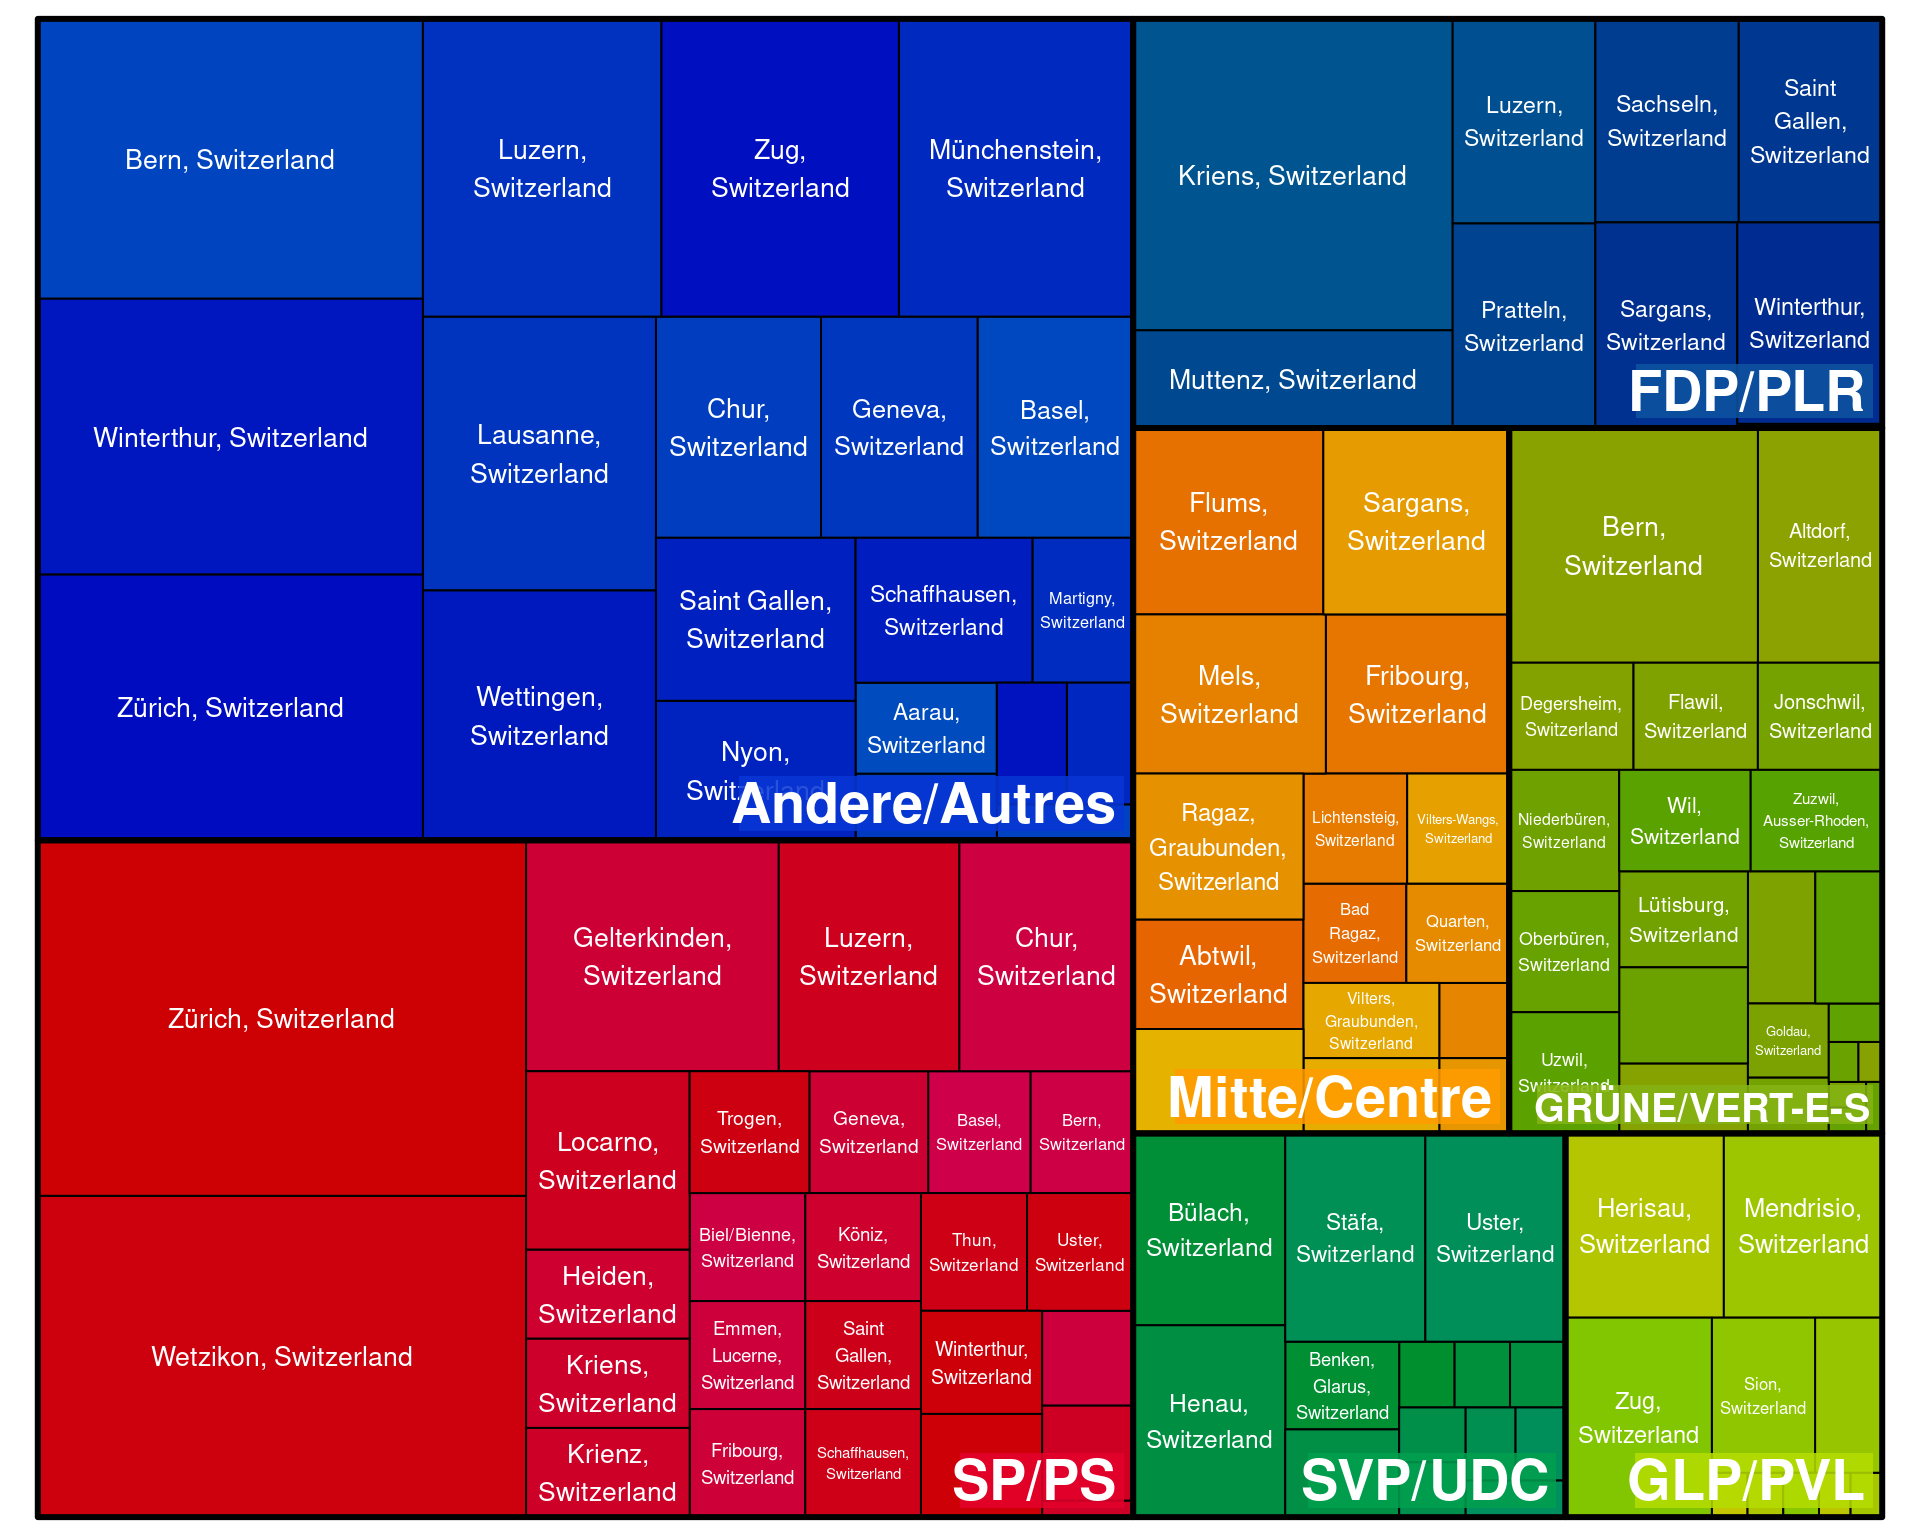 Bern, Switzerland
Winterthur, Switzerland
Zürich, Switzerland
Luzern,
Switzerland
Zug,
Switzerland
Münchenstein,
Switzerland
Lausanne,
Switzerland
Wettingen,
Switzerland
Chur,
Switzerland
Geneva,
Switzerland
Basel,
Switzerland
Saint Gallen,
Switzerland
Nyon,
Switzerland
Schaffhausen,
Switzerland
Martigny,
Switzerland
Aarau,
Switzerland
Andere/Autres
Kriens, Switzerland
Muttenz, Switzerland
Luzern,
Switzerland
Sachseln,
Switzerland
Saint
Gallen,
Switzerland
Pratteln,
Switzerland
Sargans,
Switzerland
Winterthur,
Switzerland
FDP/PLR
Flums,
Switzerland
Sargans,
Switzerland
Mels,
Switzerland
Fribourg,
Switzerland
Ragaz,
Graubunden,
Switzerland
Abtwil,
Switzerland
Lichtensteig,
Switzerland
Vilters-Wangs,
Switzerland
Bad
Ragaz,
Switzerland
Quarten,
Switzerland
Vilters,
Graubunden,
Switzerland
Mitte/Centre
Bern,
Switzerland
Altdorf,
Switzerland
Degersheim,
Switzerland
Flawil,
Switzerland
Jonschwil,
Switzerland
Niederbüren,
Switzerland
Oberbüren,
Switzerland
Uzwil,
Switzerland
Wil,
Switzerland
Zuzwil,
Ausser-Rhoden,
Switzerland
Lütisburg,
Switzerland
Goldau,
Switzerland
GRÜNE/VERT-E-S
Zürich, Switzerland
Wetzikon, Switzerland
Gelterkinden,
Switzerland
Luzern,
Switzerland
Chur,
Switzerland
Locarno,
Switzerland
Heiden,
Switzerland
Kriens,
Switzerland
Krienz,
Switzerland
Trogen,
Switzerland
Geneva,
Switzerland
Basel,
Switzerland
Bern,
Switzerland
Biel/Bienne,
Switzerland
Köniz,
Switzerland
Thun,
Switzerland
Uster,
Switzerland
Emmen,
Lucerne,
Switzerland
Saint
Gallen,
Switzerland
Winterthur,
Switzerland
Fribourg,
Switzerland
Schaffhausen,
Switzerland
SP/PS
Bülach,
Switzerland
Henau,
Switzerland
Stäfa,
Switzerland
Uster,
Switzerland
Benken,
Glarus,
Switzerland
SVP/UDC
Herisau,
Switzerland
Mendrisio,
Switzerland
Zug,
Switzerland
Sion,
Switzerland
GLP/PVL